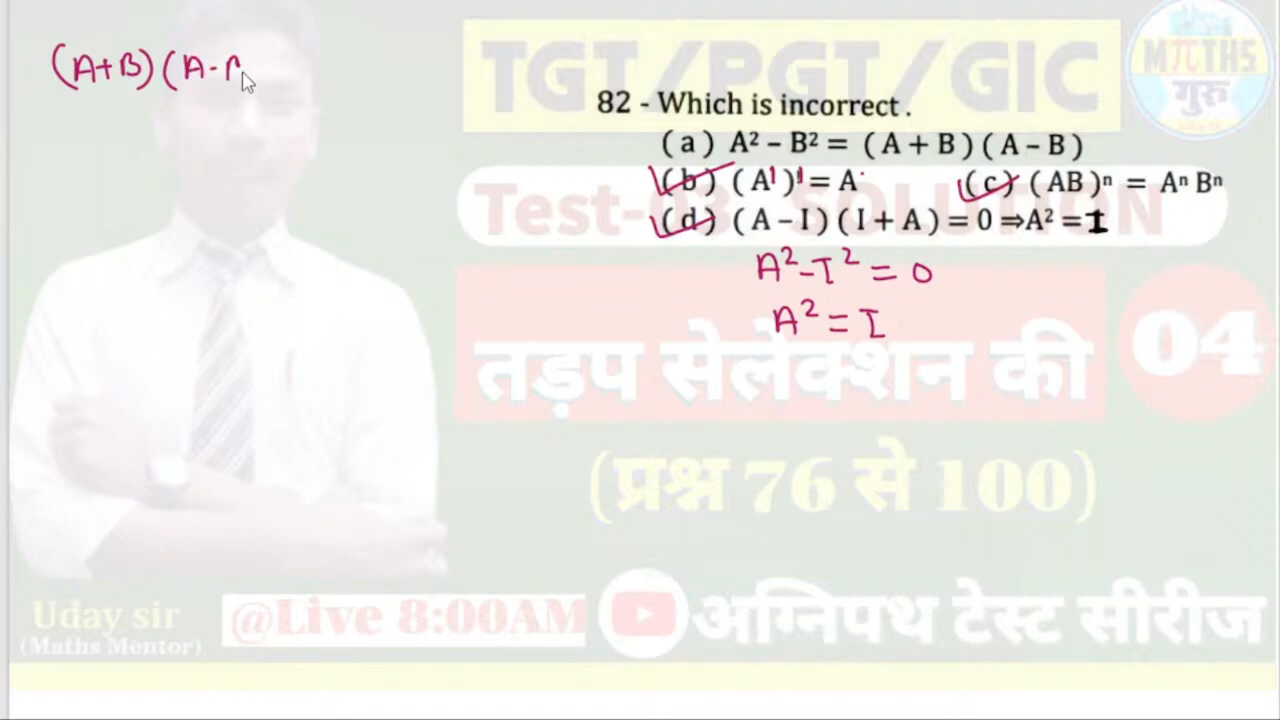 (A+B) (A-
TGT/PGT/GIC
MπTHS
गुरु
82 - Which is incorrect .
(a) A² – B² = (A + B)(A – B)
(b) (A')' = A (c) (AB)ⁿ = Aⁿ Bⁿ
(d) (A – I)(I + A) = 0 ⇒A² = I
Test-03 SOLUTION
A² - I² = 0
A² = I
तड़प सेलेक्शन की
04
(प्रश्न 76 से 100)
Uday sir
(Maths Mentor)
@Live 8:00AM
अग्निपथ टेस्ट सीरीज